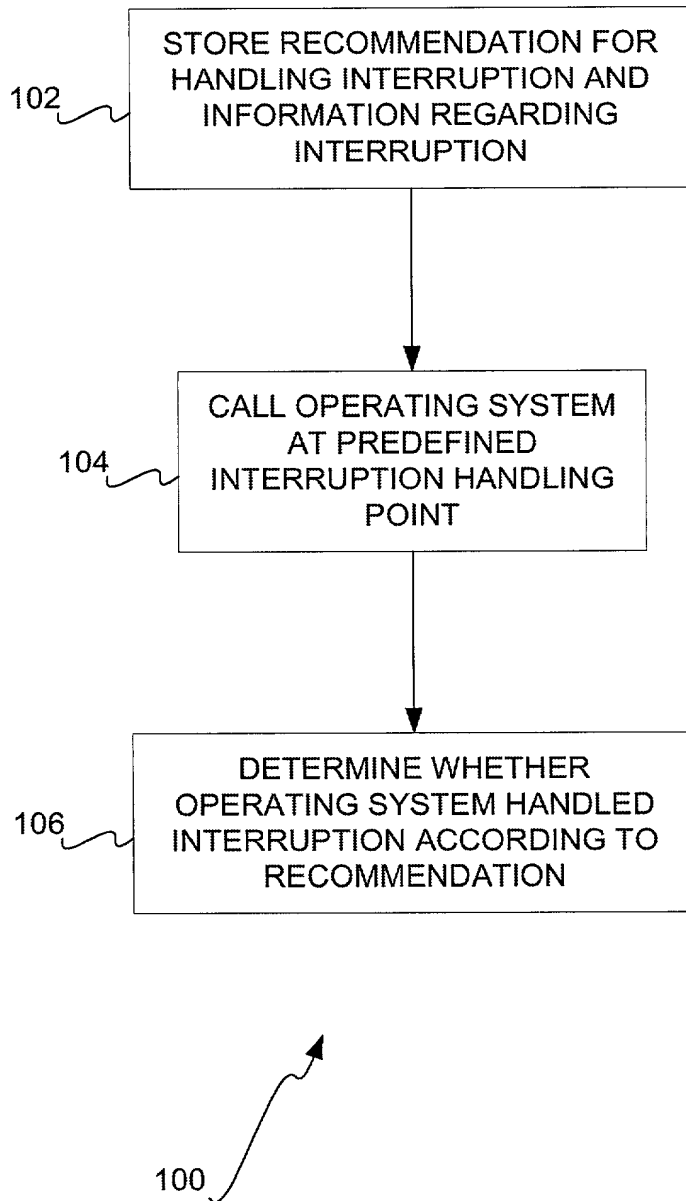 STORE RECOMMENDATION FOR
HANDLING INTERRUPTION AND
INFORMATION REGARDING
INTERRUPTION
102
CALL OPERATING SYSTEM
AT PREDEFINED
INTERRUPTION HANDLING
POINT
104
DETERMINE WHETHER
OPERATING SYSTEM HANDLED
INTERRUPTION ACCORDING TO
RECOMMENDATION
106
100